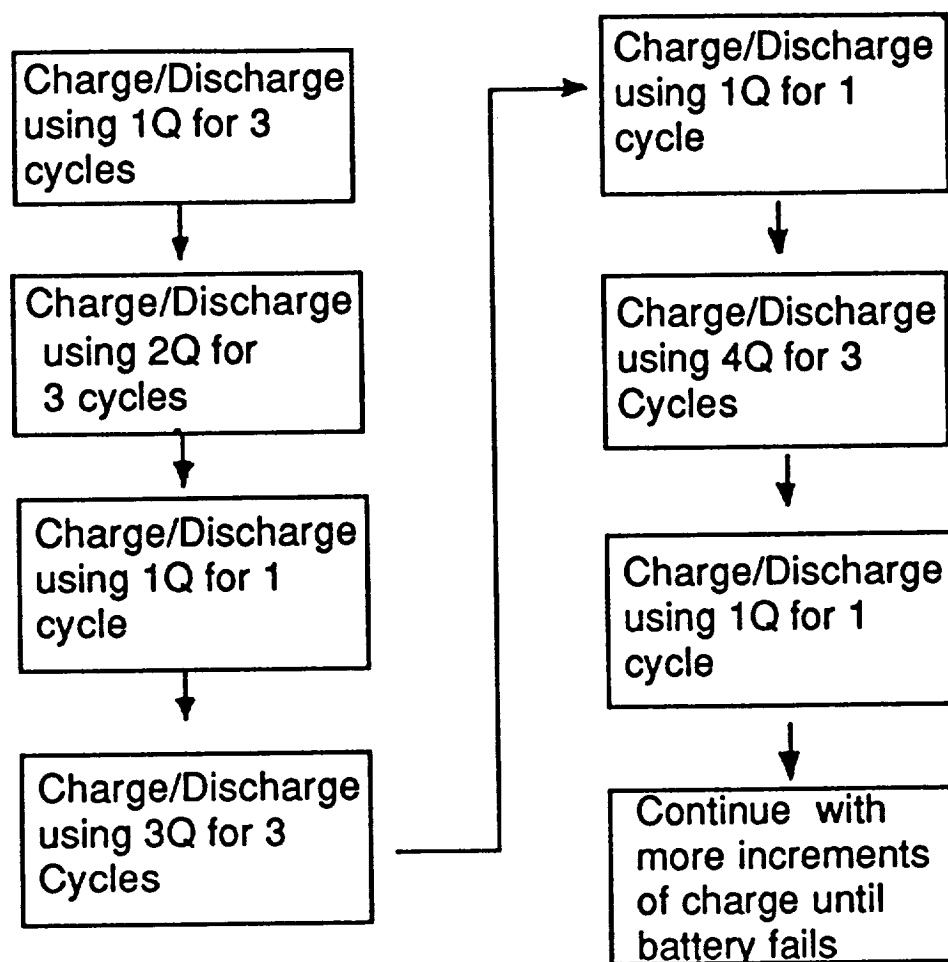 Charge/Discharge
using 1Q for 3
cycles
Charge/Discharge
using 2Q for
3 cycles
Charge/Discharge
using 1Q for 1
cycle
Charge/Discharge
using 3Q for 3
Cycles
Charge/Discharge
using 1Q for 1
cycle
Charge/Discharge
using 4Q for 3
Cycles
Charge/Discharge
using 1Q for 1
cycle
Continue with
more increments
of charge until
battery fails